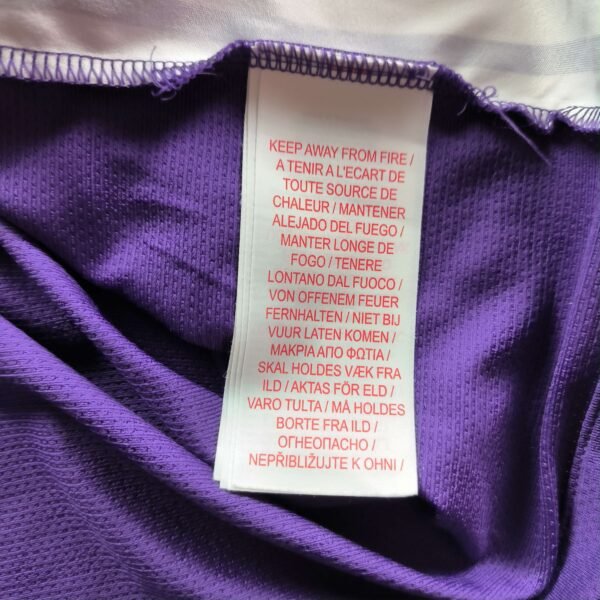 KEEP AWAY FROM FIRE /
A TENIR A L'ECART DE
TOUTE SOURCE DE
CHALEUR / MANTENER
ALEJADO DEL FUEGO /
MANTER LONGE DE
FOGO / TENERE
LONTANO DAL FUOCO /
VON OFFENEM FEUER
FERNHALTEN / NIET BIJ
VUUR LATEN KOMEN /
ΜΑΚΡΙΑ ΑΠΟ ΦΩΤΙΑ /
SKAL HOLDES VÆK FRA
ILD / AKTAS FÖR ELD /
VARO TULTA / MÅ HOLDES
BORTE FRA ILD /
ОГНЕОПАСНО /
NEPŘIBLIŽUJTE K OHNI /